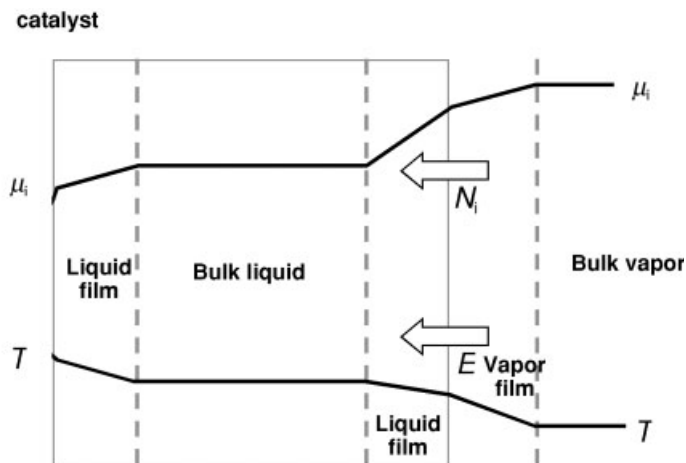 catalyst
μi
μi
Ni
Liquid
film
Bulk liquid
Bulk vapor
T
E Vapor
film
Liquid
film
T